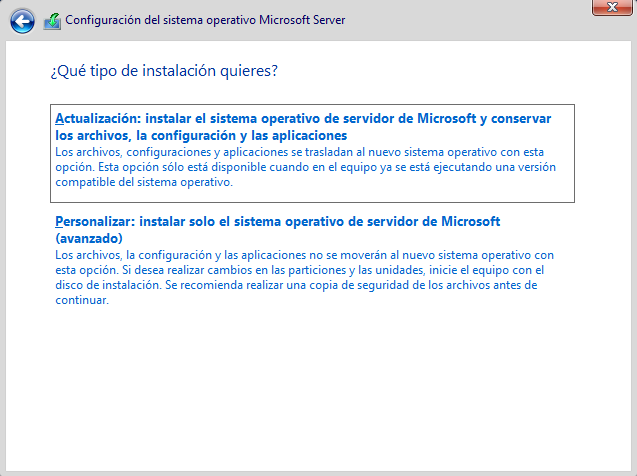 Configuración del sistema operativo Microsoft Server
¿Qué tipo de instalación quieres?
Actualización: instalar el sistema operativo de servidor de Microsoft y conservar
los archivos, la configuración y las aplicaciones
Los archivos, configuraciones y aplicaciones se trasladan al nuevo sistema operativo con esta
opción. Esta opción sólo está disponible cuando en el equipo ya se está ejecutando una versión
compatible del sistema operativo.
Personalizar: instalar solo el sistema operativo de servidor de Microsoft
(avanzado)
Los archivos, la configuración y las aplicaciones no se moverán al nuevo sistema operativo con
esta opción. Si desea realizar cambios en las particiones y las unidades, inicie el equipo con el
disco de instalación. Se recomienda realizar una copia de seguridad de los archivos antes de
continuar.